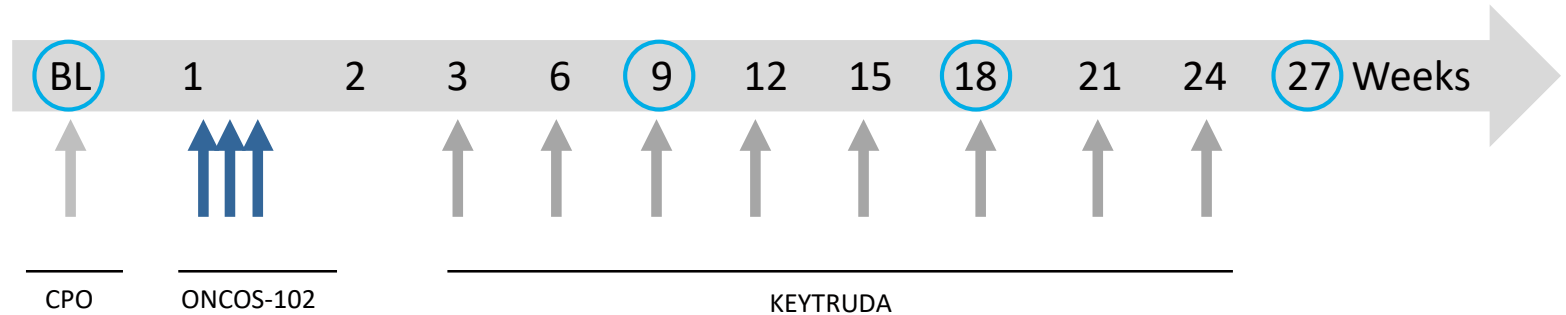 BL 1 2 3 6 9 12 15 18 21 24 27 Weeks
CPO ONCOS-102 KEYTRUDA